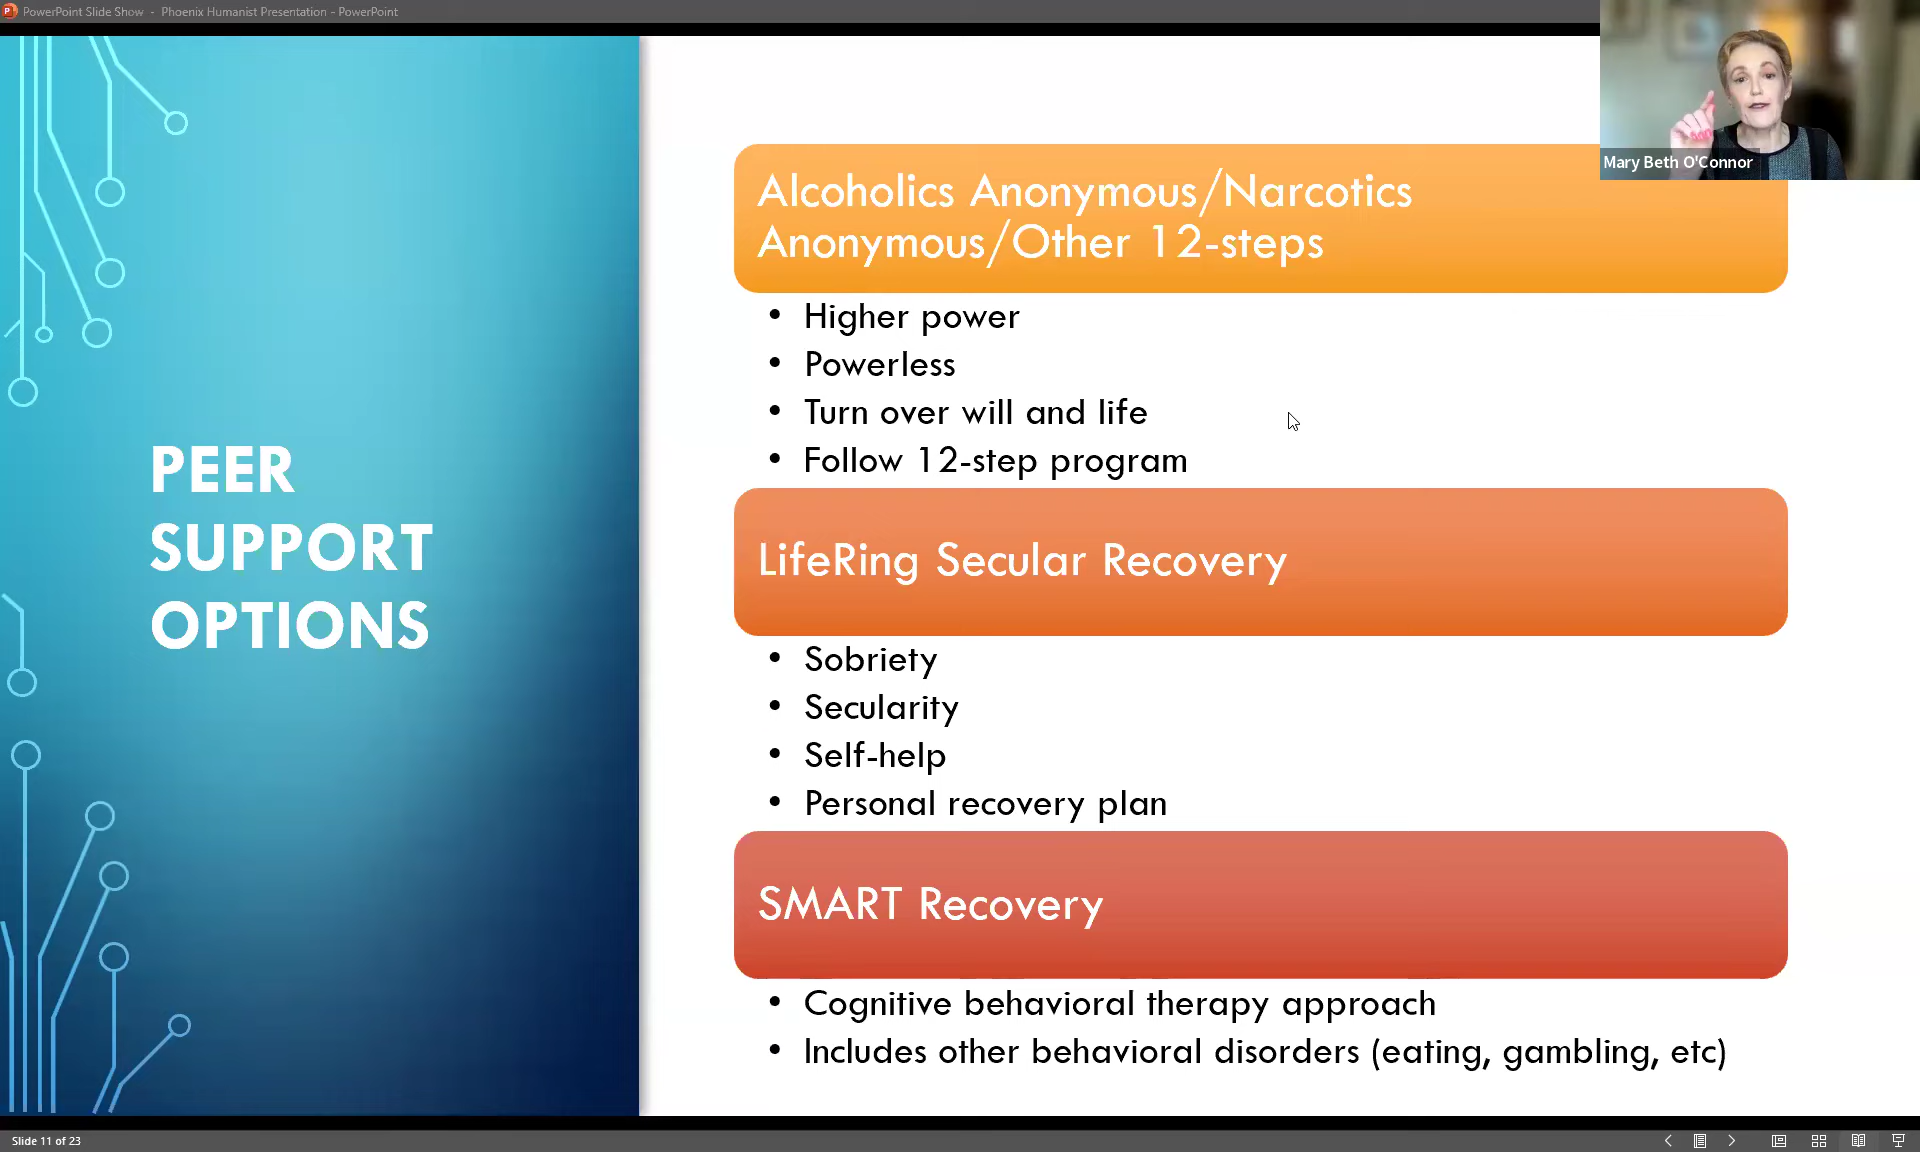 PowerPoint Slide Show - Phoenix Humanist Presentation - PowerPoint
Mary Beth O'Connor
PEER
SUPPORT
OPTIONS
Alcoholics Anonymous/Narcotics
Anonymous/Other 12-steps
• Higher power
• Powerless
• Turn over will and life
• Follow 12-step program
LifeRing Secular Recovery
• Sobriety
• Secularity
• Self-help
• Personal recovery plan
SMART Recovery
• Cognitive behavioral therapy approach
• Includes other behavioral disorders (eating, gambling, etc)
Slide 11 of 23